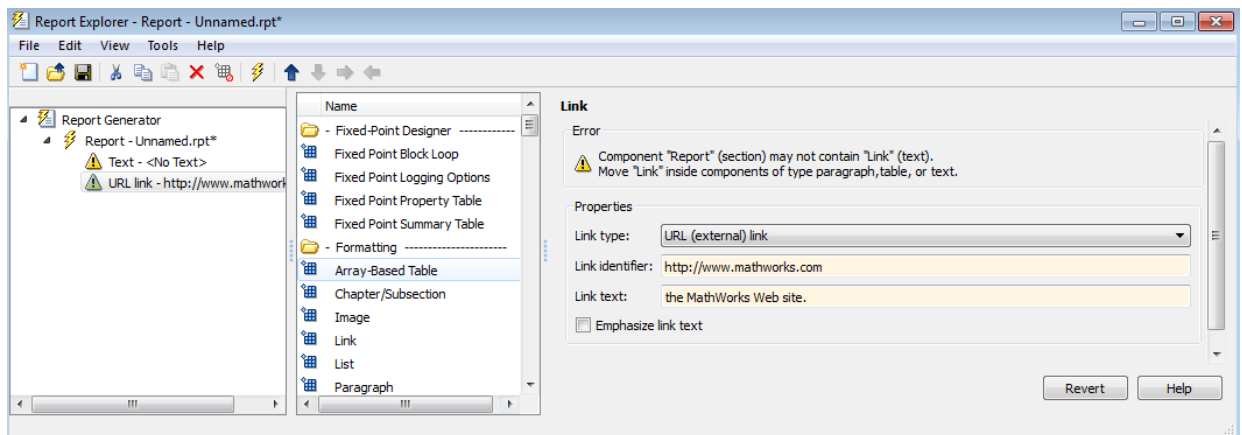 Report Explorer - Report - Unnamed.rpt*
File Edit View Tools Help
Report Generator
Report - Unnamed.rpt*
Text - <No Text>
URL link - http://www.mathwork
Name
- Fixed-Point Designer ------------
Fixed Point Block Loop
Fixed Point Logging Options
Fixed Point Property Table
Fixed Point Summary Table
- Formatting ----------------------
Array-Based Table
Chapter/Subsection
Image
Link
List
Paragraph
Link
Error
Component "Report" (section) may not contain "Link" (text).
Move "Link" inside components of type paragraph,table, or text.
Properties
Link type: URL (external) link
Link identifier: http://www.mathworks.com
Link text: the MathWorks Web site.
Emphasize link text
Revert Help